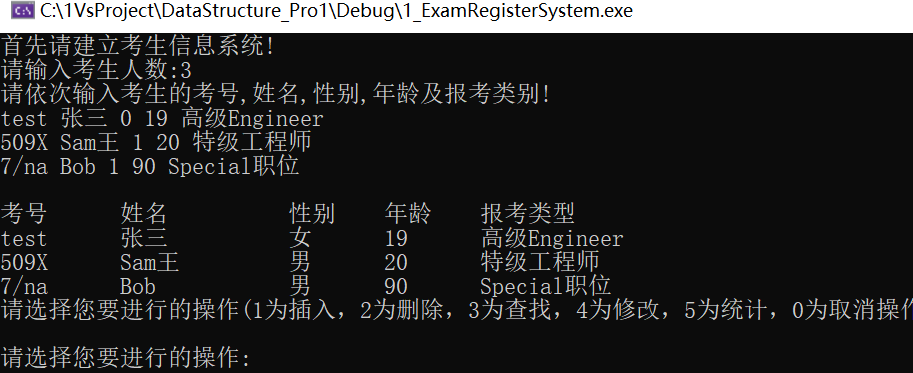 C:\1VsProject\DataStructure_Pro1\Debug\1_ExamRegisterSystem.exe
首先请建立考生信息系统!
请输入考生人数:3
请依次输入考生的考号,姓名,性别,年龄及报考类别!
test 张三 0 19 高级Engineer
509X Sam王 1 20 特级工程师
7/na Bob 1 90 Special职位
考号 姓名 性别 年龄 报考类型
test 张三 女 19 高级Engineer
509X Sam王 男 20 特级工程师
7/na Bob 男 90 Special职位
请选择您要进行的操作(1为插入，2为删除，3为查找，4为修改，5为统计，0为取消操作
请选择您要进行的操作: